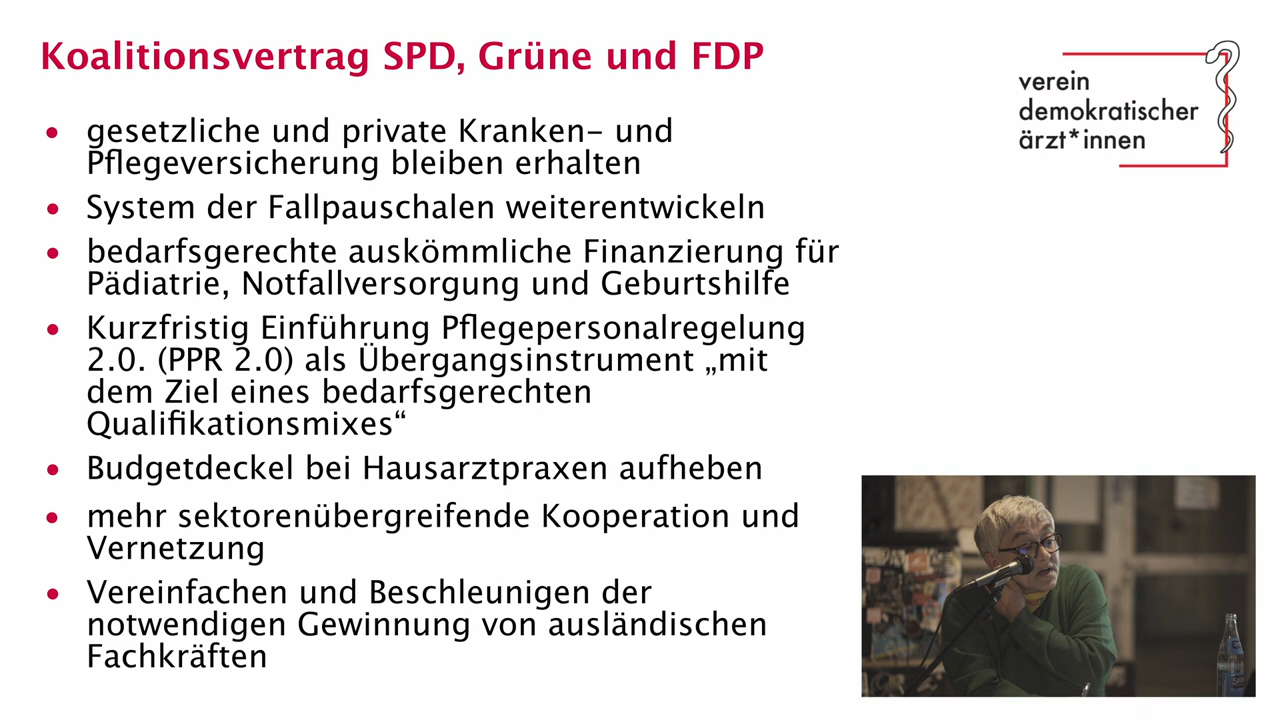 Koalitionsvertrag SPD, Grüne und FDP
verein
demokratischer
ärzt*innen
• gesetzliche und private Kranken- und
Pflegeversicherung bleiben erhalten
• System der Fallpauschalen weiterentwickeln
• bedarfsgerechte auskömmliche Finanzierung für
Pädiatrie, Notfallversorgung und Geburtshilfe
• Kurzfristig Einführung Pflegepersonalregelung
2.0. (PPR 2.0) als Übergangsinstrument „mit
dem Ziel eines bedarfsgerechten
Qualifikationsmixes“
• Budgetdeckel bei Hausarztpraxen aufheben
• mehr sektorenübergreifende Kooperation und
Vernetzung
• Vereinfachen und Beschleunigen der
notwendigen Gewinnung von ausländischen
Fachkräften